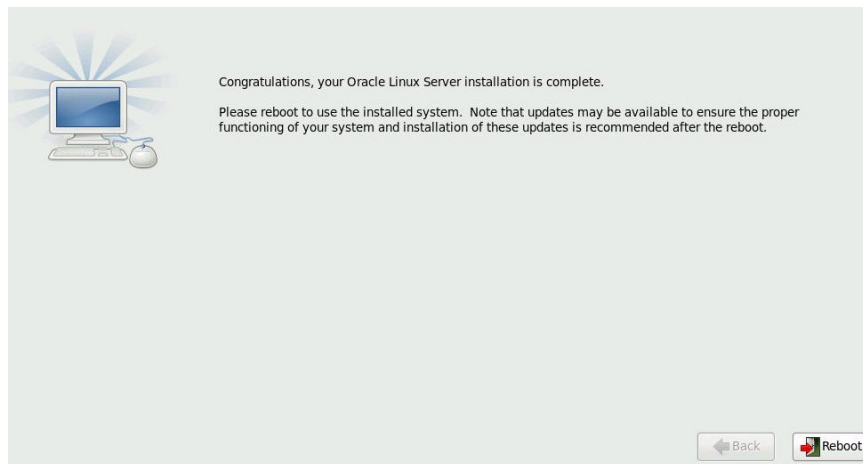 Congratulations, your Oracle Linux Server installation is complete.
Please reboot to use the installed system.  Note that updates may be available to ensure the proper
functioning of your system and installation of these updates is recommended after the reboot.
Back
Reboot